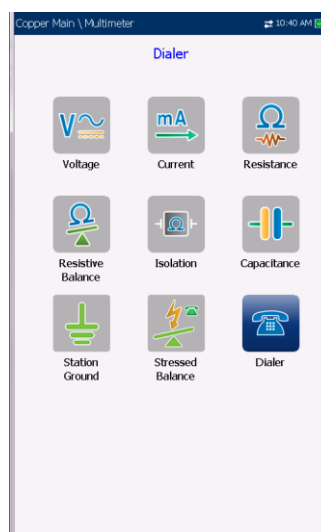 Copper Main \ Multimeter 10:40 AM
Dialer
V
mA
Ω
Voltage
Current
Resistance
Ω
Ω
Resistive
Balance
Isolation
Capacitance
Station
Ground
Stressed
Balance
Dialer